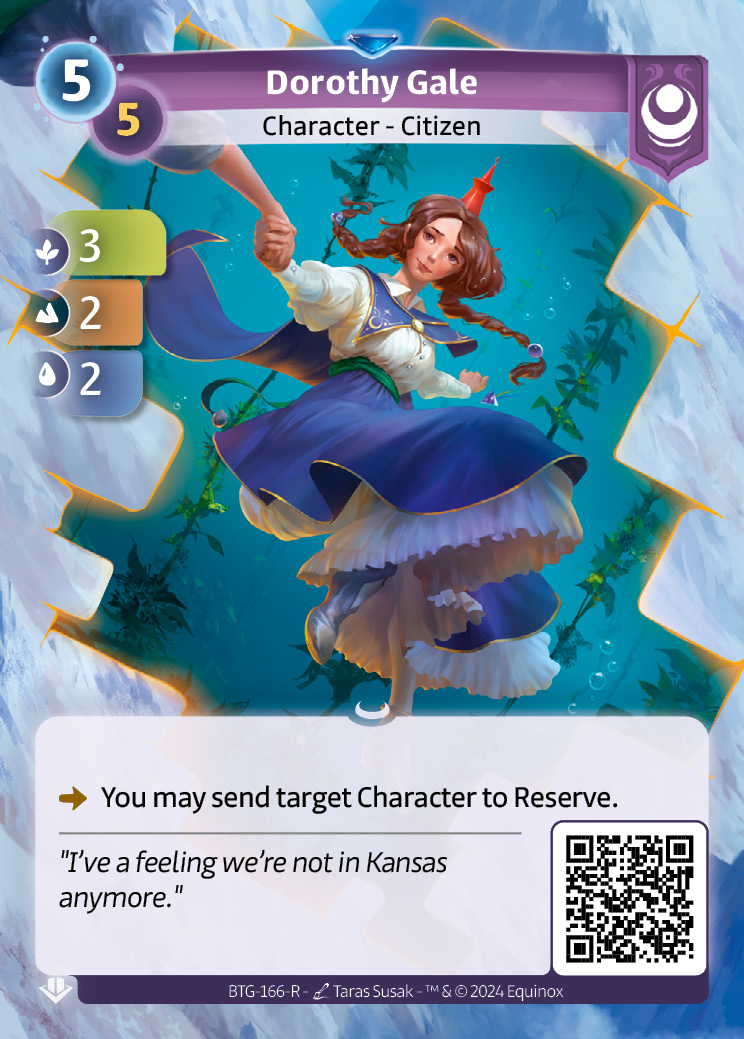 5
Dorothy Gale
5
Character - Citizen
3
2
2
You may send target Character to Reserve.
"I've a feeling we're not in Kansas
anymore."
BTG-166-R - Taras Susak - ™ & © 2024 Equinox